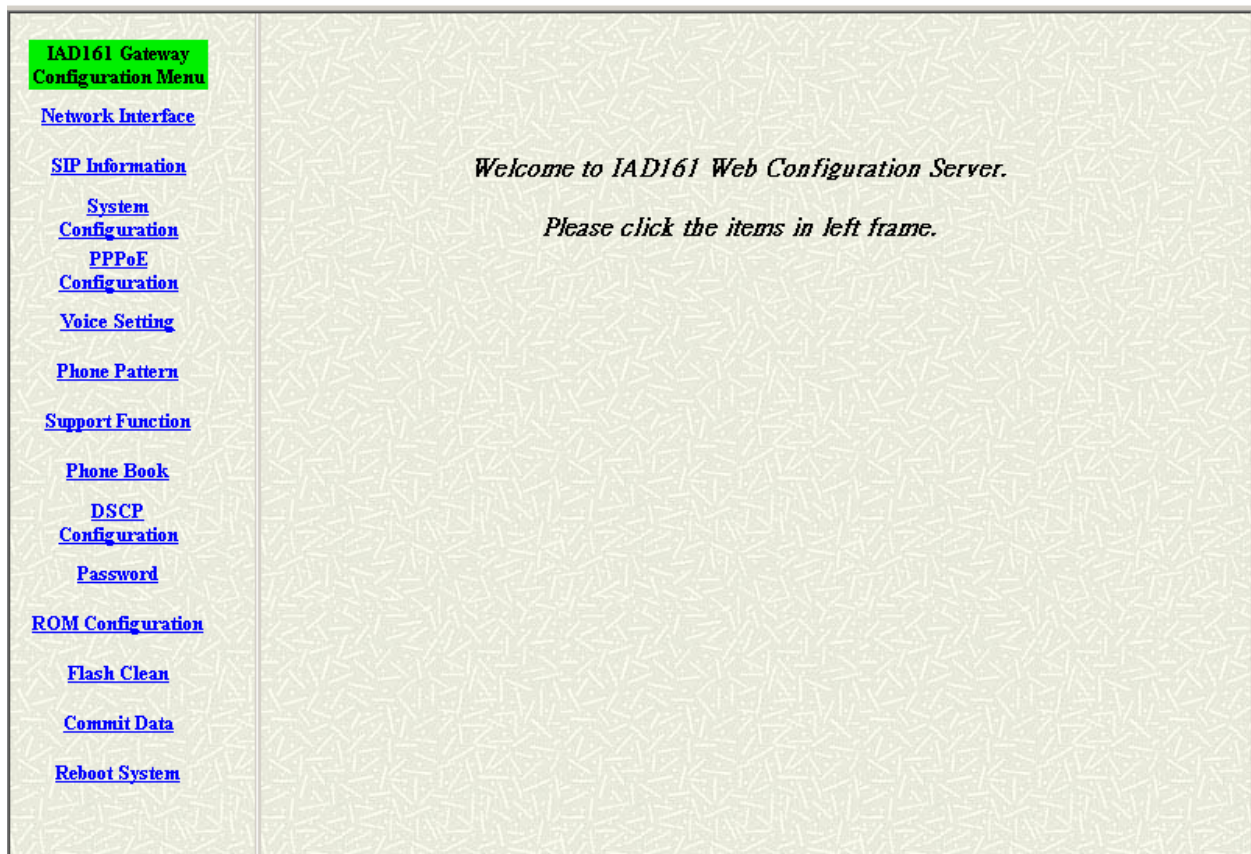 IAD161 Gateway
Configuration Menu
Network Interface
SIP Information
System
Configuration
PPPoE
Configuration
Voice Setting
Phone Pattern
Support Function
Phone Book
DSCP
Configuration
Password
ROM Configuration
Flash Clean
Commit Data
Reboot System
Welcome to IAD161 Web Configuration Server.
Please click the items in left frame.